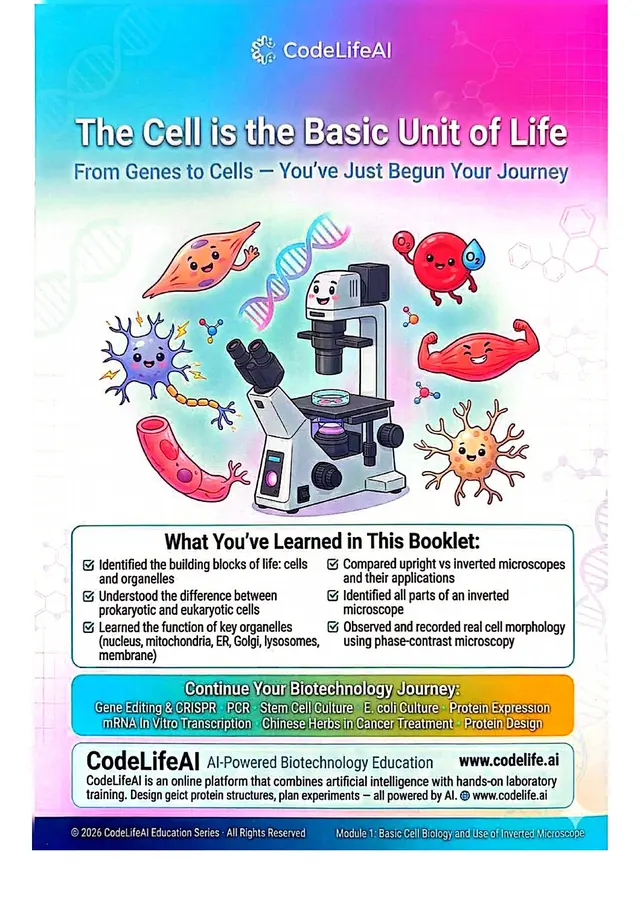 CodeLifeAI
The Cell is the Basic Unit of Life
From Genes to Cells — You've Just Begun Your Journey
O₂
O₂
What You've Learned in This Booklet:
☑ Identified the building blocks of life: cells
and organelles
☑ Understood the difference between
prokaryotic and eukaryotic cells
☑ Learned the function of key organelles
(nucleus, mitochondria, ER, Golgi, lysosomes,
membrane)
☑ Compared upright vs inverted microscopes
and their applications
☑ Identified all parts of an inverted
microscope
☑ Observed and recorded real cell morphology
using phase-contrast microscopy
Continue Your Biotechnology Journey:
Gene Editing & CRISPR · PCR · Stem Cell Culture · E. coli Culture · Protein Expression
mRNA In Vitro Transcription · Chinese Herbs in Cancer Treatment · Protein Design
CodeLifeAI AI-Powered Biotechnology Education www.codelife.ai
CodeLifeAI is an online platform that combines artificial intelligence with hands-on laboratory
training. Design geict protein structures, plan experiments — all powered by AI. www.codelife.ai
© 2026 CodeLifeAI Education Series · All Rights Reserved Module 1: Basic Cell Biology and Use of Inverted Microscope